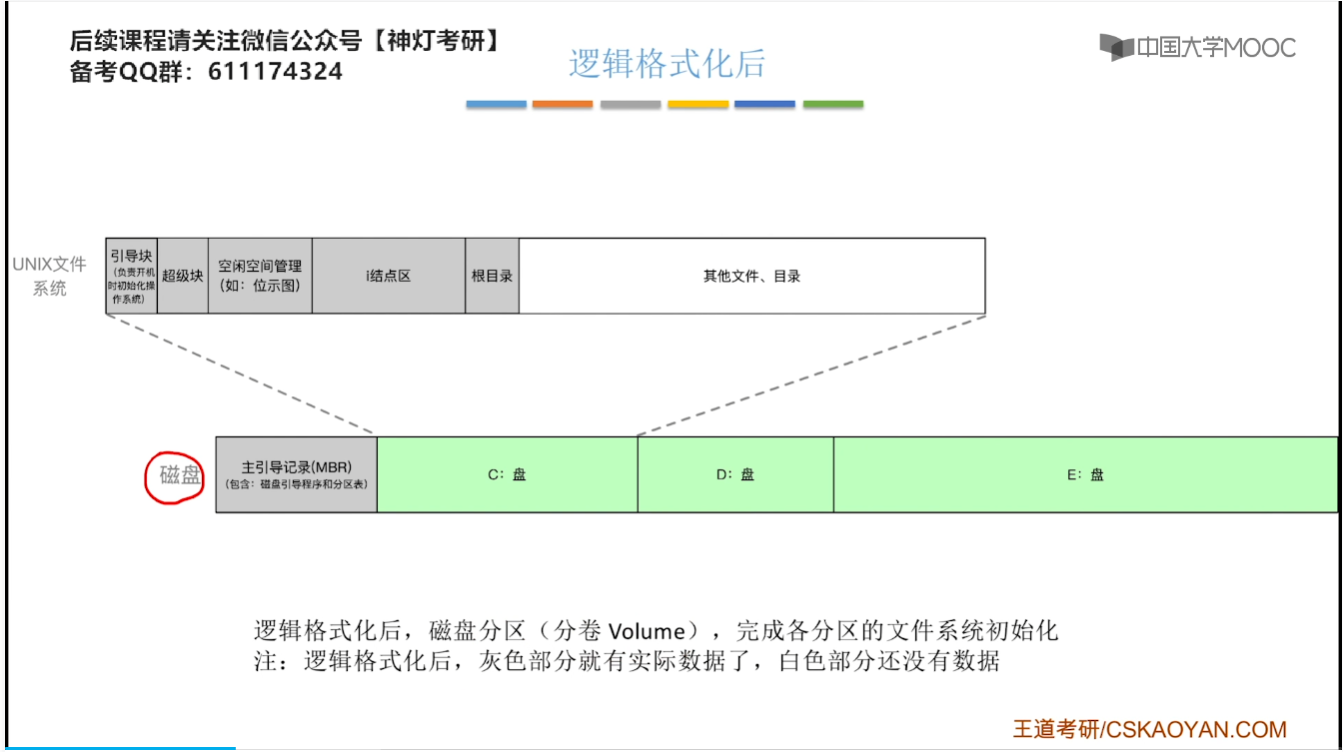 后续课程请关注微信公众号【神灯考研】
备考QQ群：611174324
中国大学MOOC
逻辑格式化后
UNIX文件
系统
引导块
（负责开机
时初始化操
作系统）
超级块
空闲空间管理
（如：位示图）
i结点区
根目录
其他文件、目录
磁盘
主引导记录(MBR)
（包含：磁盘引导程序和分区表）
C：盘
D：盘
E：盘
逻辑格式化后，磁盘分区（分卷 Volume），完成各分区的文件系统初始化
注：逻辑格式化后，灰色部分就有实际数据了，白色部分还没有数据
王道考研/CSKAOYAN.COM